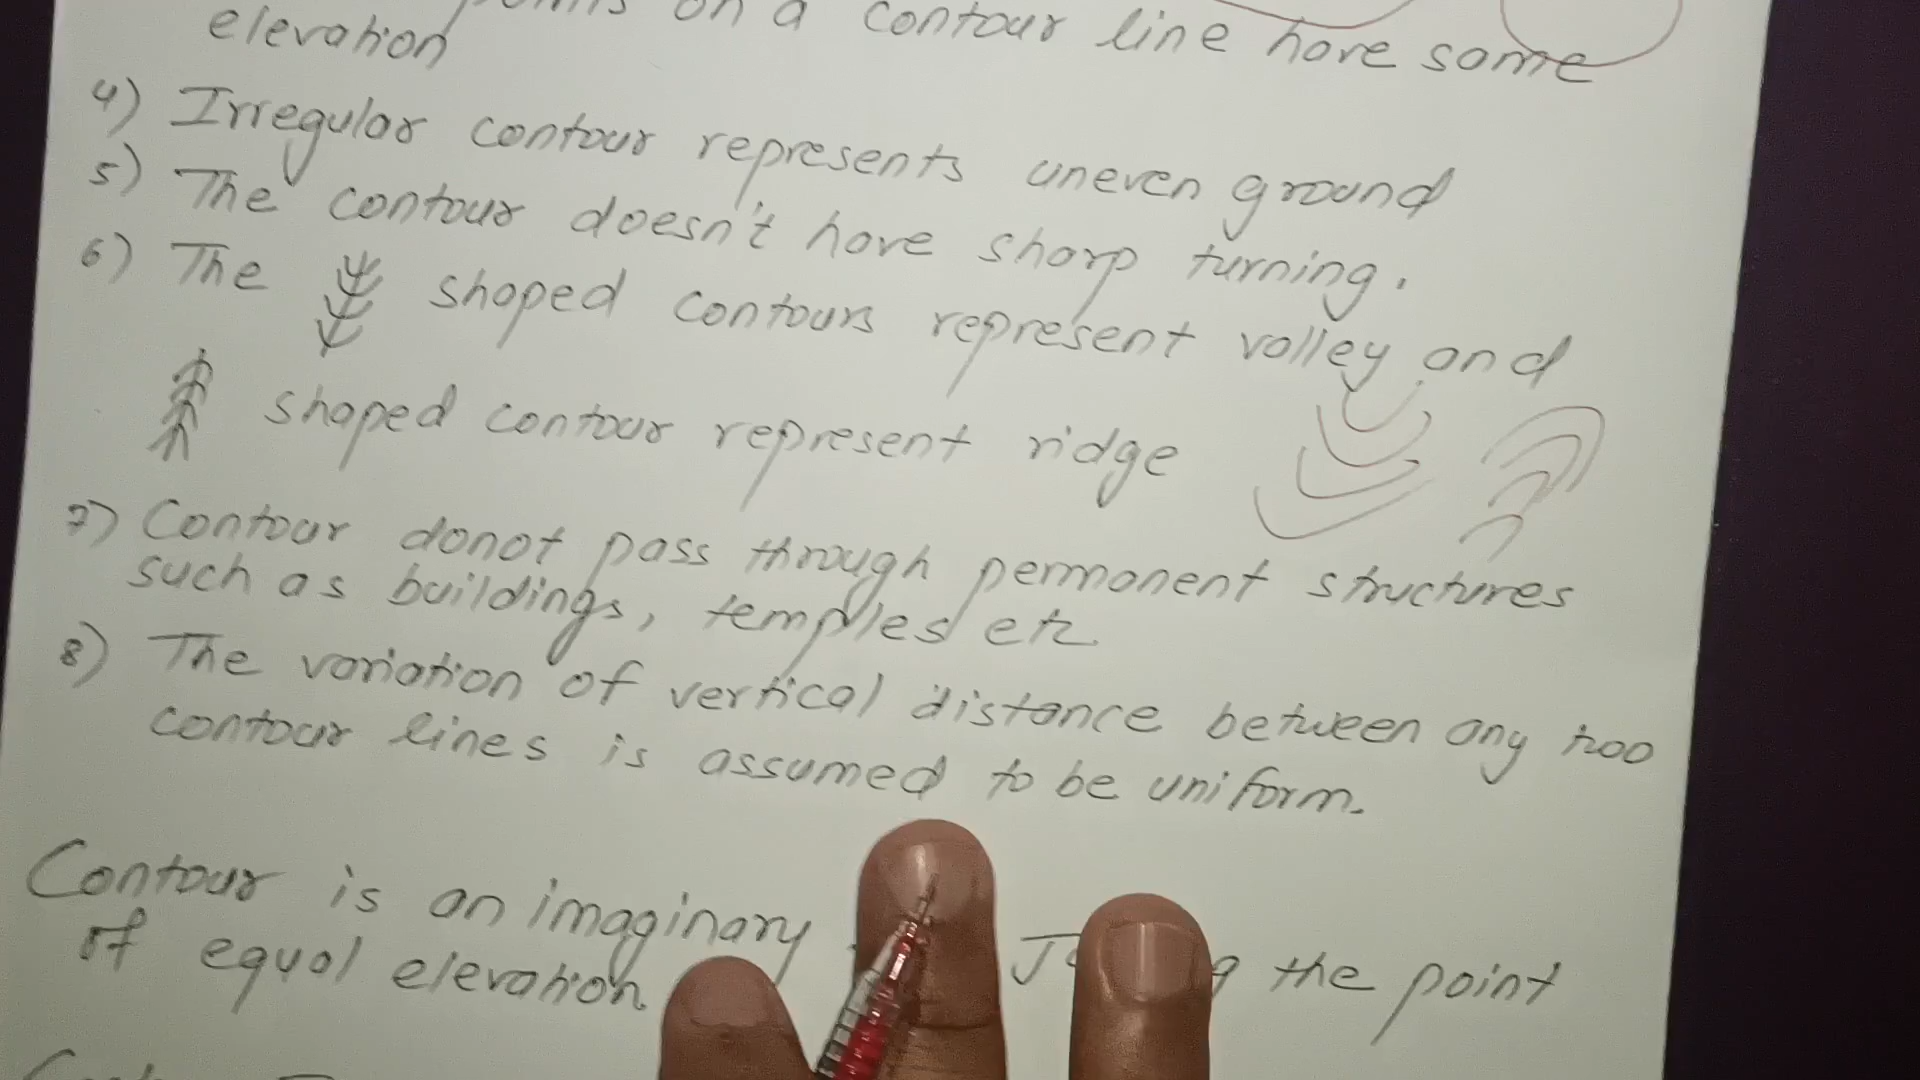 on a contour line have same
elevation
4) Irregular contour represents uneven ground
5) The contour doesn't have sharp turning.
6) The shaped contours represent valley and
shaped contour represent ridge
7) Contour donot pass through permanent structures
such as buildings, temples etc
8) The variation of vertical distance between any two
contour lines is assumed to be uniform.
Contour is an imaginary the point
of equal elevation.